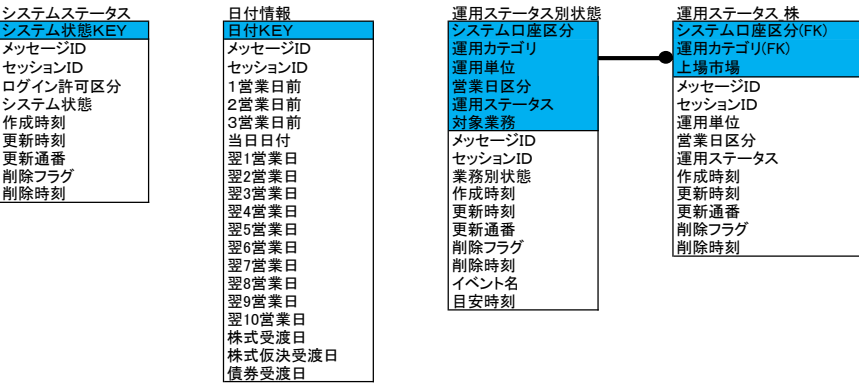 システムステータス
システム状態KEY
メッセージID
セッションID
ログイン許可区分
システム状態
作成時刻
更新時刻
更新通番
削除フラグ
削除時刻
日付情報
日付KEY
メッセージID
セッションID
1営業日前
2営業日前
3営業日前
当日日付
翌1営業日
翌2営業日
翌3営業日
翌4営業日
翌5営業日
翌6営業日
翌7営業日
翌8営業日
翌9営業日
翌10営業日
株式受渡日
株式仮決受渡日
債券受渡日
運用ステータス別状態
システム口座区分
運用カテゴリ
運用単位
営業日区分
運用ステータス
対象業務
メッセージID
セッションID
業務別状態
作成時刻
更新時刻
更新通番
削除フラグ
削除時刻
イベント名
目安時刻
運用ステータス_株
システム口座区分(FK)
運用カテゴリ(FK)
上場市場
メッセージID
セッションID
運用単位
営業日区分
運用ステータス
作成時刻
更新時刻
更新通番
削除フラグ
削除時刻